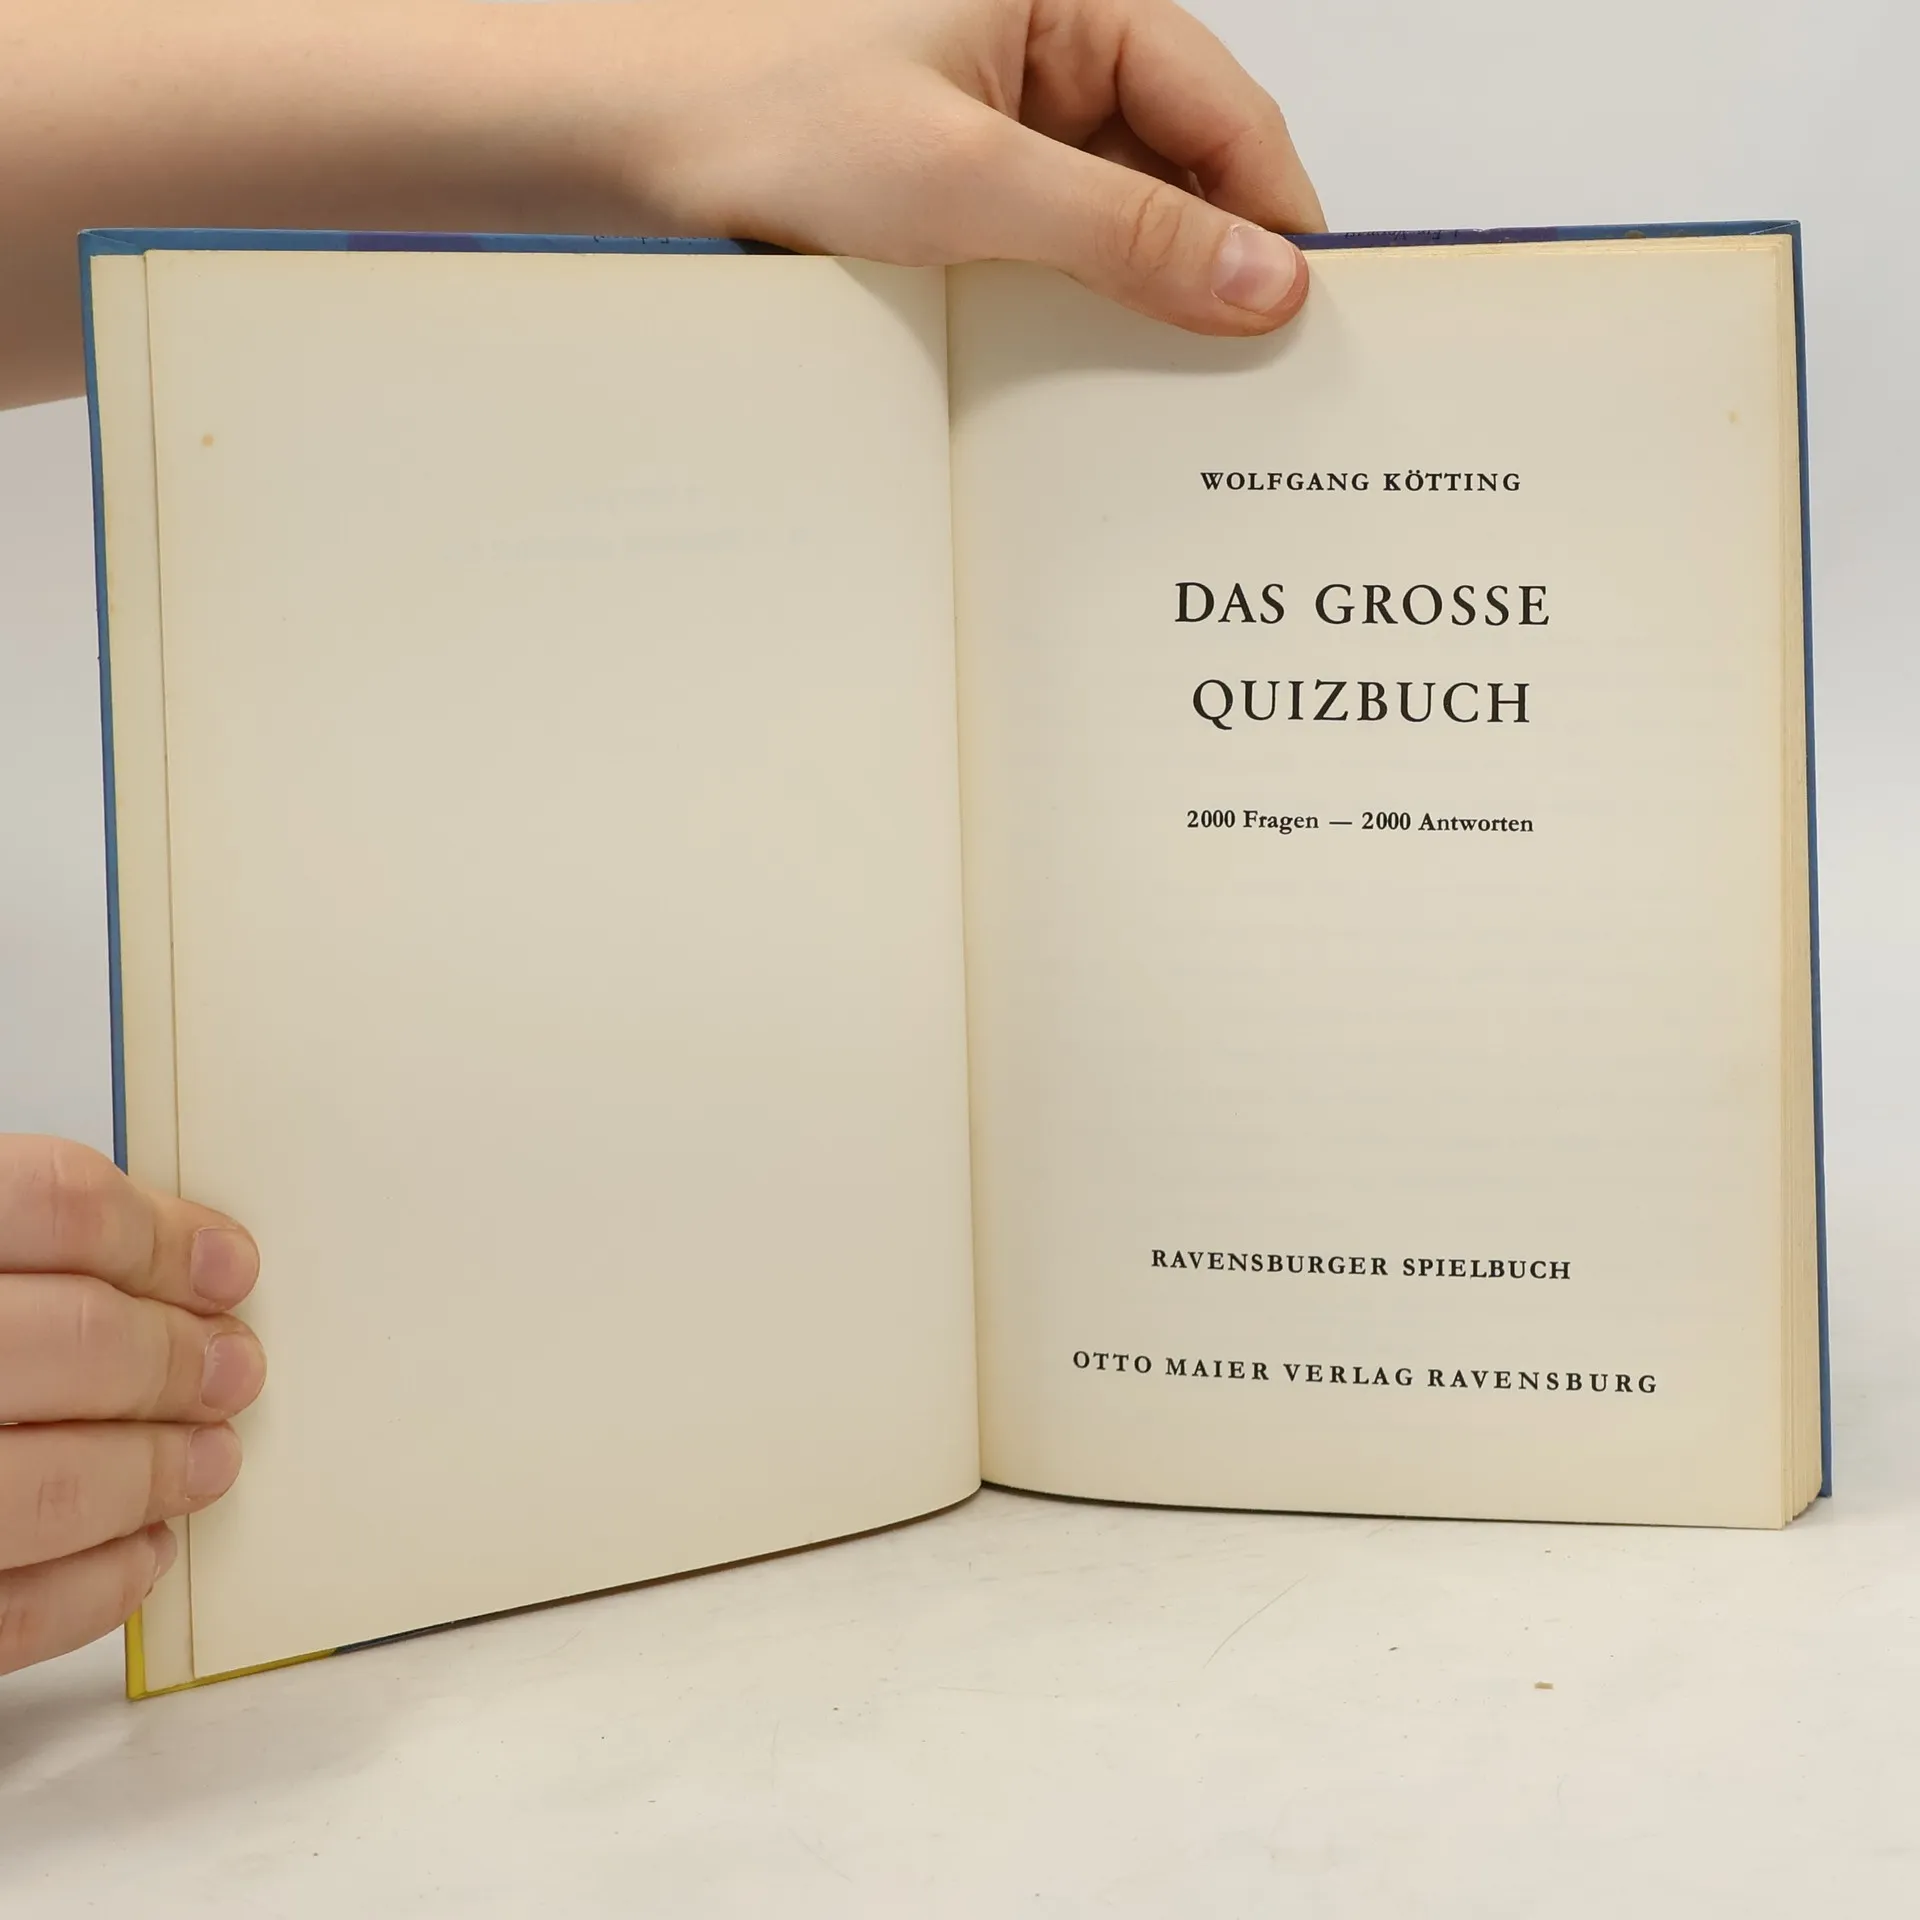 WOLFGANG KÖTTING
DAS GROSSE
QUIZBUCH
2000 Fragen — 2000 Antworten
RAVENSBURGER SPIELBUCH
OTTO MAIER VERLAG RAVENSBURG